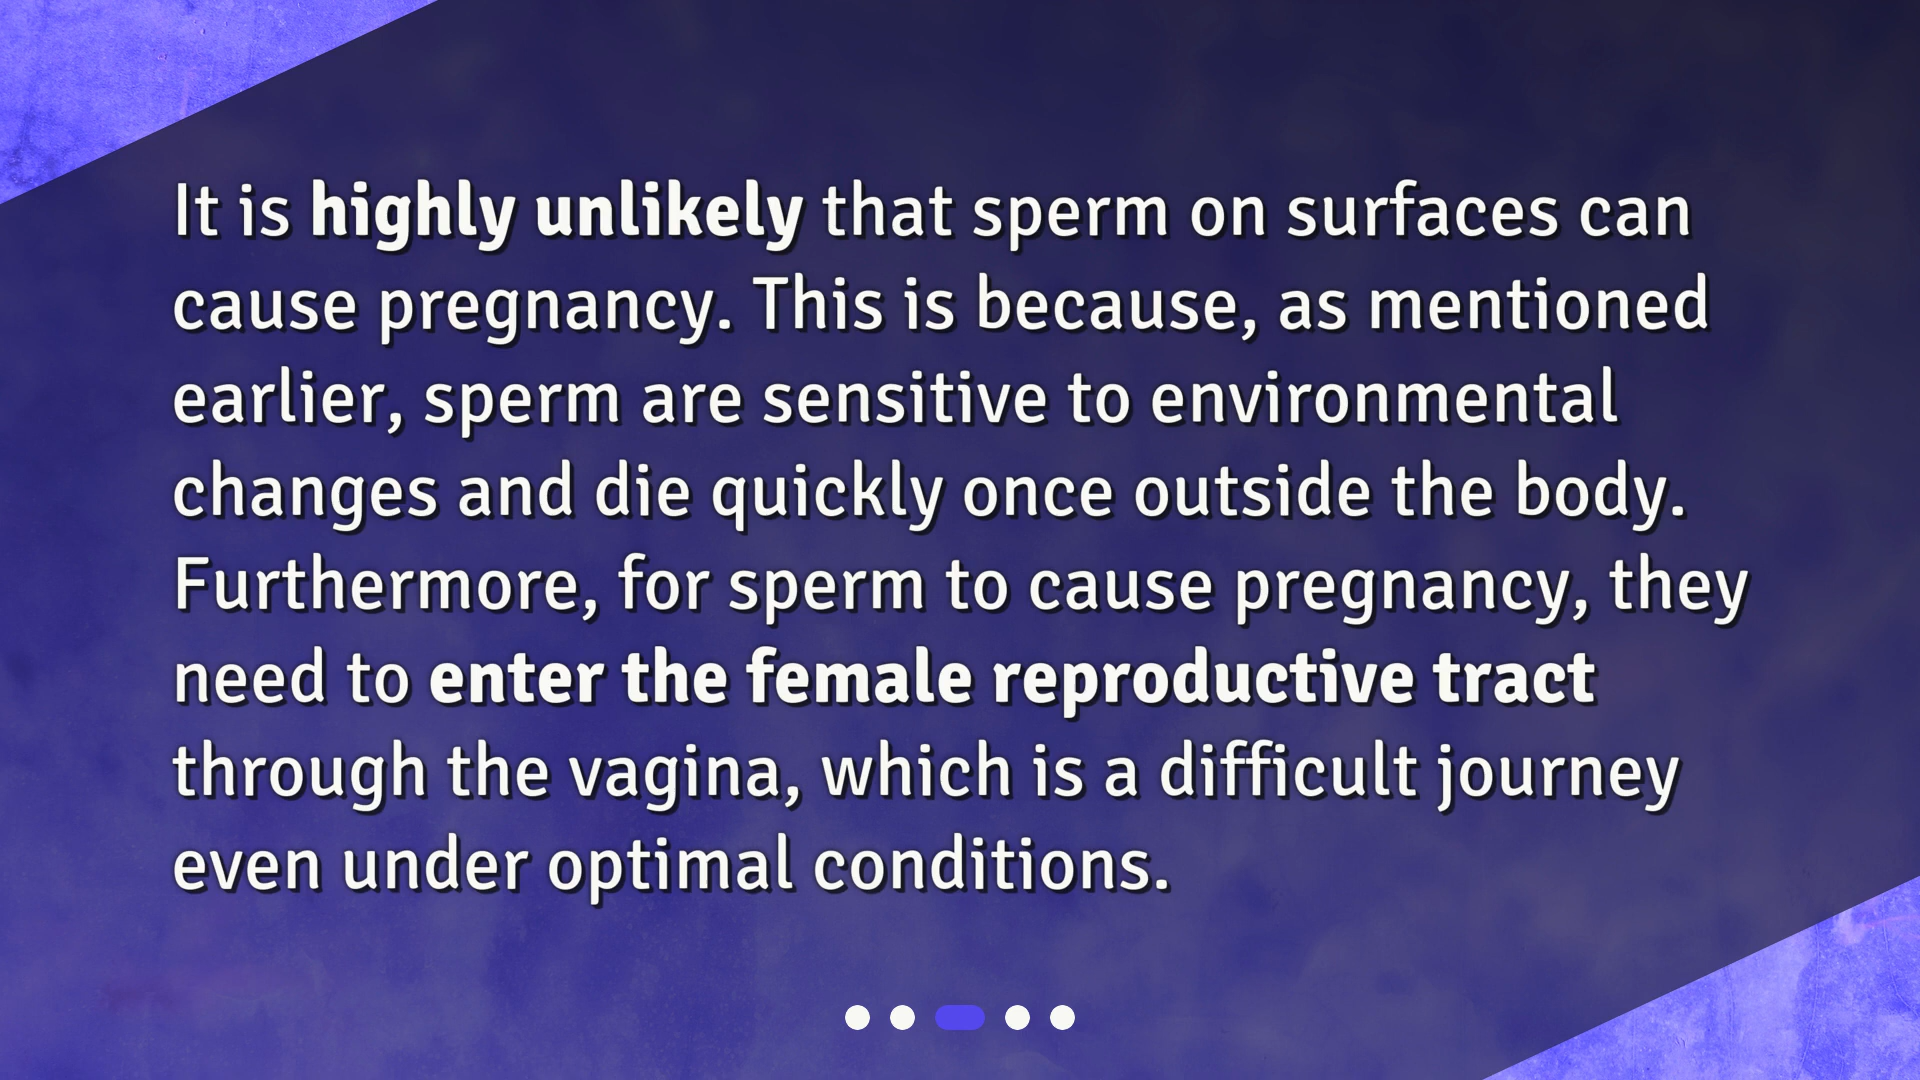 It is highly unlikely that sperm on surfaces can
cause pregnancy. This is because, as mentioned
earlier, sperm are sensitive to environmental
changes and die quickly once outside the body.
Furthermore, for sperm to cause pregnancy, they
need to enter the female reproductive tract
through the vagina, which is a difficult journey
even under optimal conditions.